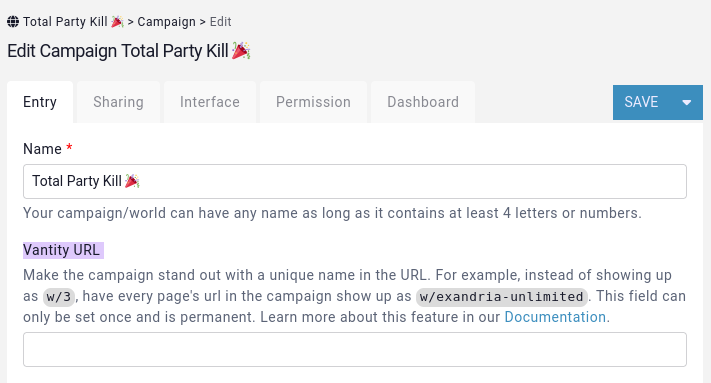 Total Party Kill 🎉 > Campaign > Edit
Edit Campaign Total Party Kill 🎉
Entry Sharing Interface Permission Dashboard SAVE
Name *
Total Party Kill 🎉
Your campaign/world can have any name as long as it contains at least 4 letters or numbers.
Vantity URL
Make the campaign stand out with a unique name in the URL. For example, instead of showing up
as w/3, have every page's url in the campaign show up as w/exandria-unlimited. This field can
only be set once and is permanent. Learn more about this feature in our Documentation.